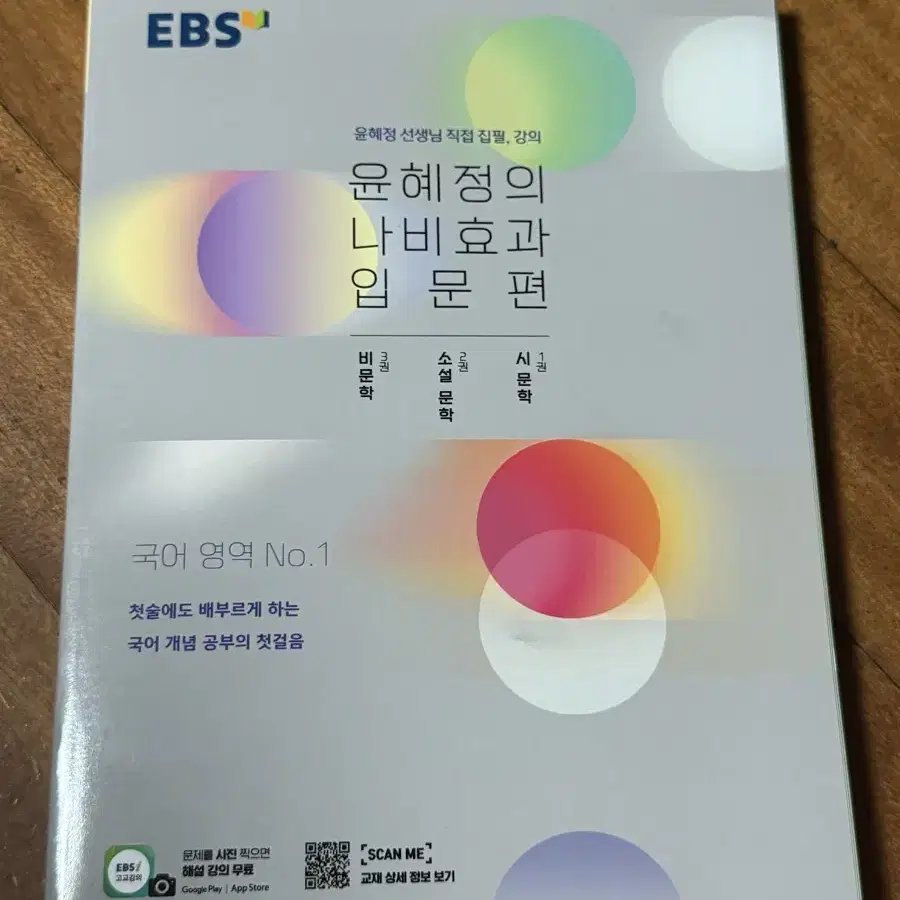 EBS
윤혜정 선생님 직접 집필, 강의
윤혜정의
나비효과
입문편
1권
시 문학
2권
소설 문학
3권
비문학
국어 영역 No.1
첫술에도 배부르게 하는
국어 개념 공부의 첫걸음
EBSi
고교강의
문제를 사진 찍으면
해설 강의 무료
Google Play | App Store
SCAN ME
교재 상세 정보 보기